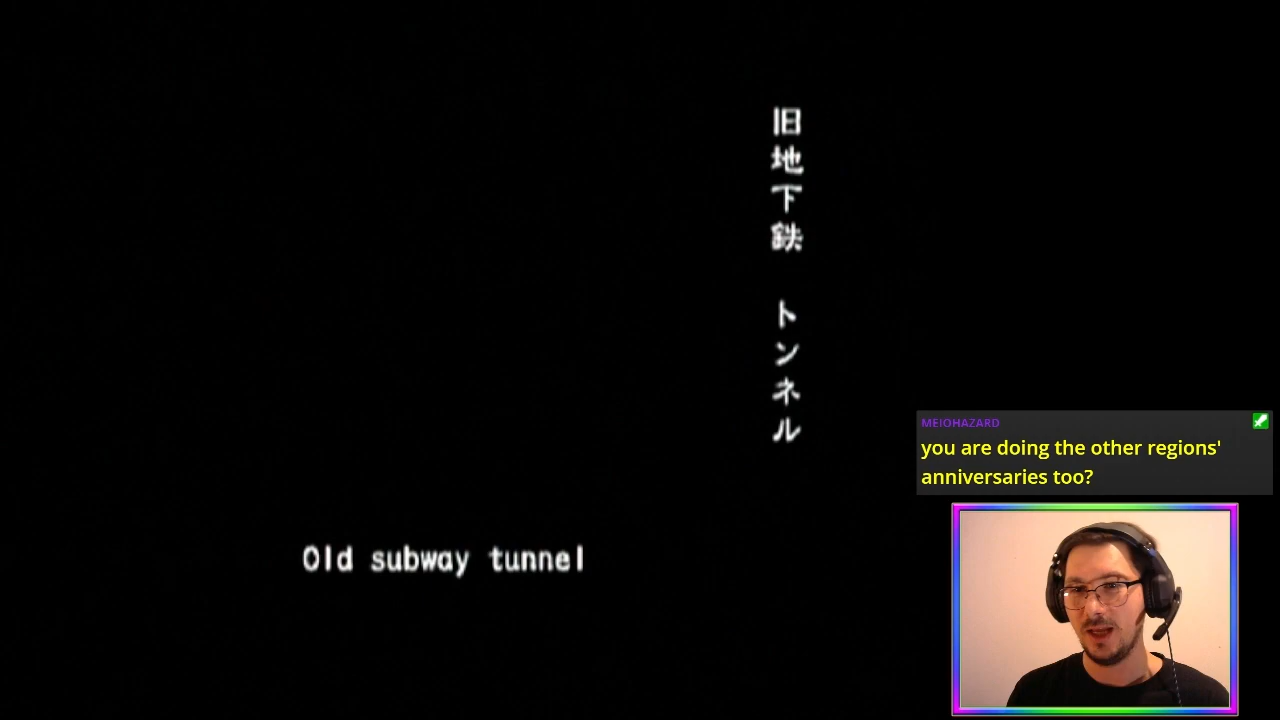 旧地下鉄 トンネル
Old subway tunnel
MEIOHAZARD
you are doing the other regions'
anniversaries too?